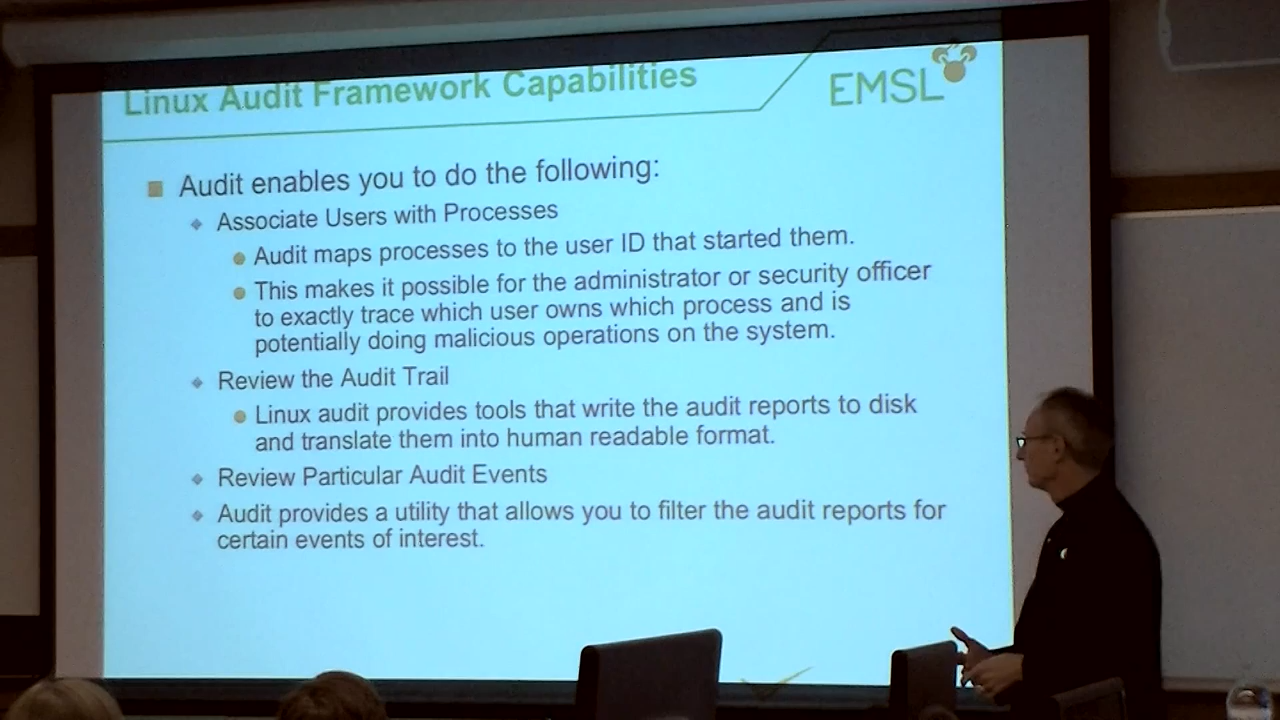 Linux Audit Framework Capabilities
EMSL
Audit enables you to do the following:
Associate Users with Processes
Audit maps processes to the user ID that started them.
This makes it possible for the administrator or security officer
to exactly trace which user owns which process and is
potentially doing malicious operations on the system.
Review the Audit Trail
Linux audit provides tools that write the audit reports to disk
and translate them into human readable format.
Review Particular Audit Events
Audit provides a utility that allows you to filter the audit reports for
certain events of interest.